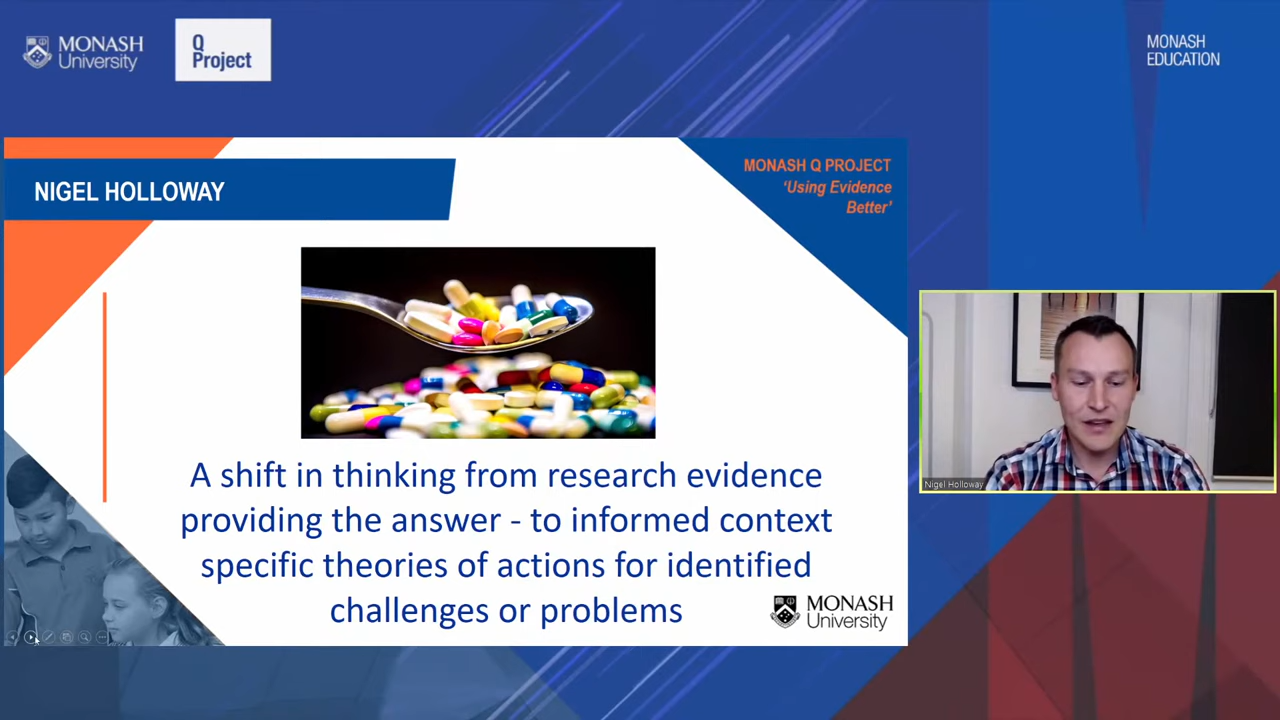 MONASH
University
Q
Project
MONASH
EDUCATION
NIGEL HOLLOWAY
MONASH Q PROJECT
‘Using Evidence
Better’
A shift in thinking from research evidence
providing the answer - to informed context
specific theories of actions for identified
challenges or problems
MONASH
University
Nigel Holloway